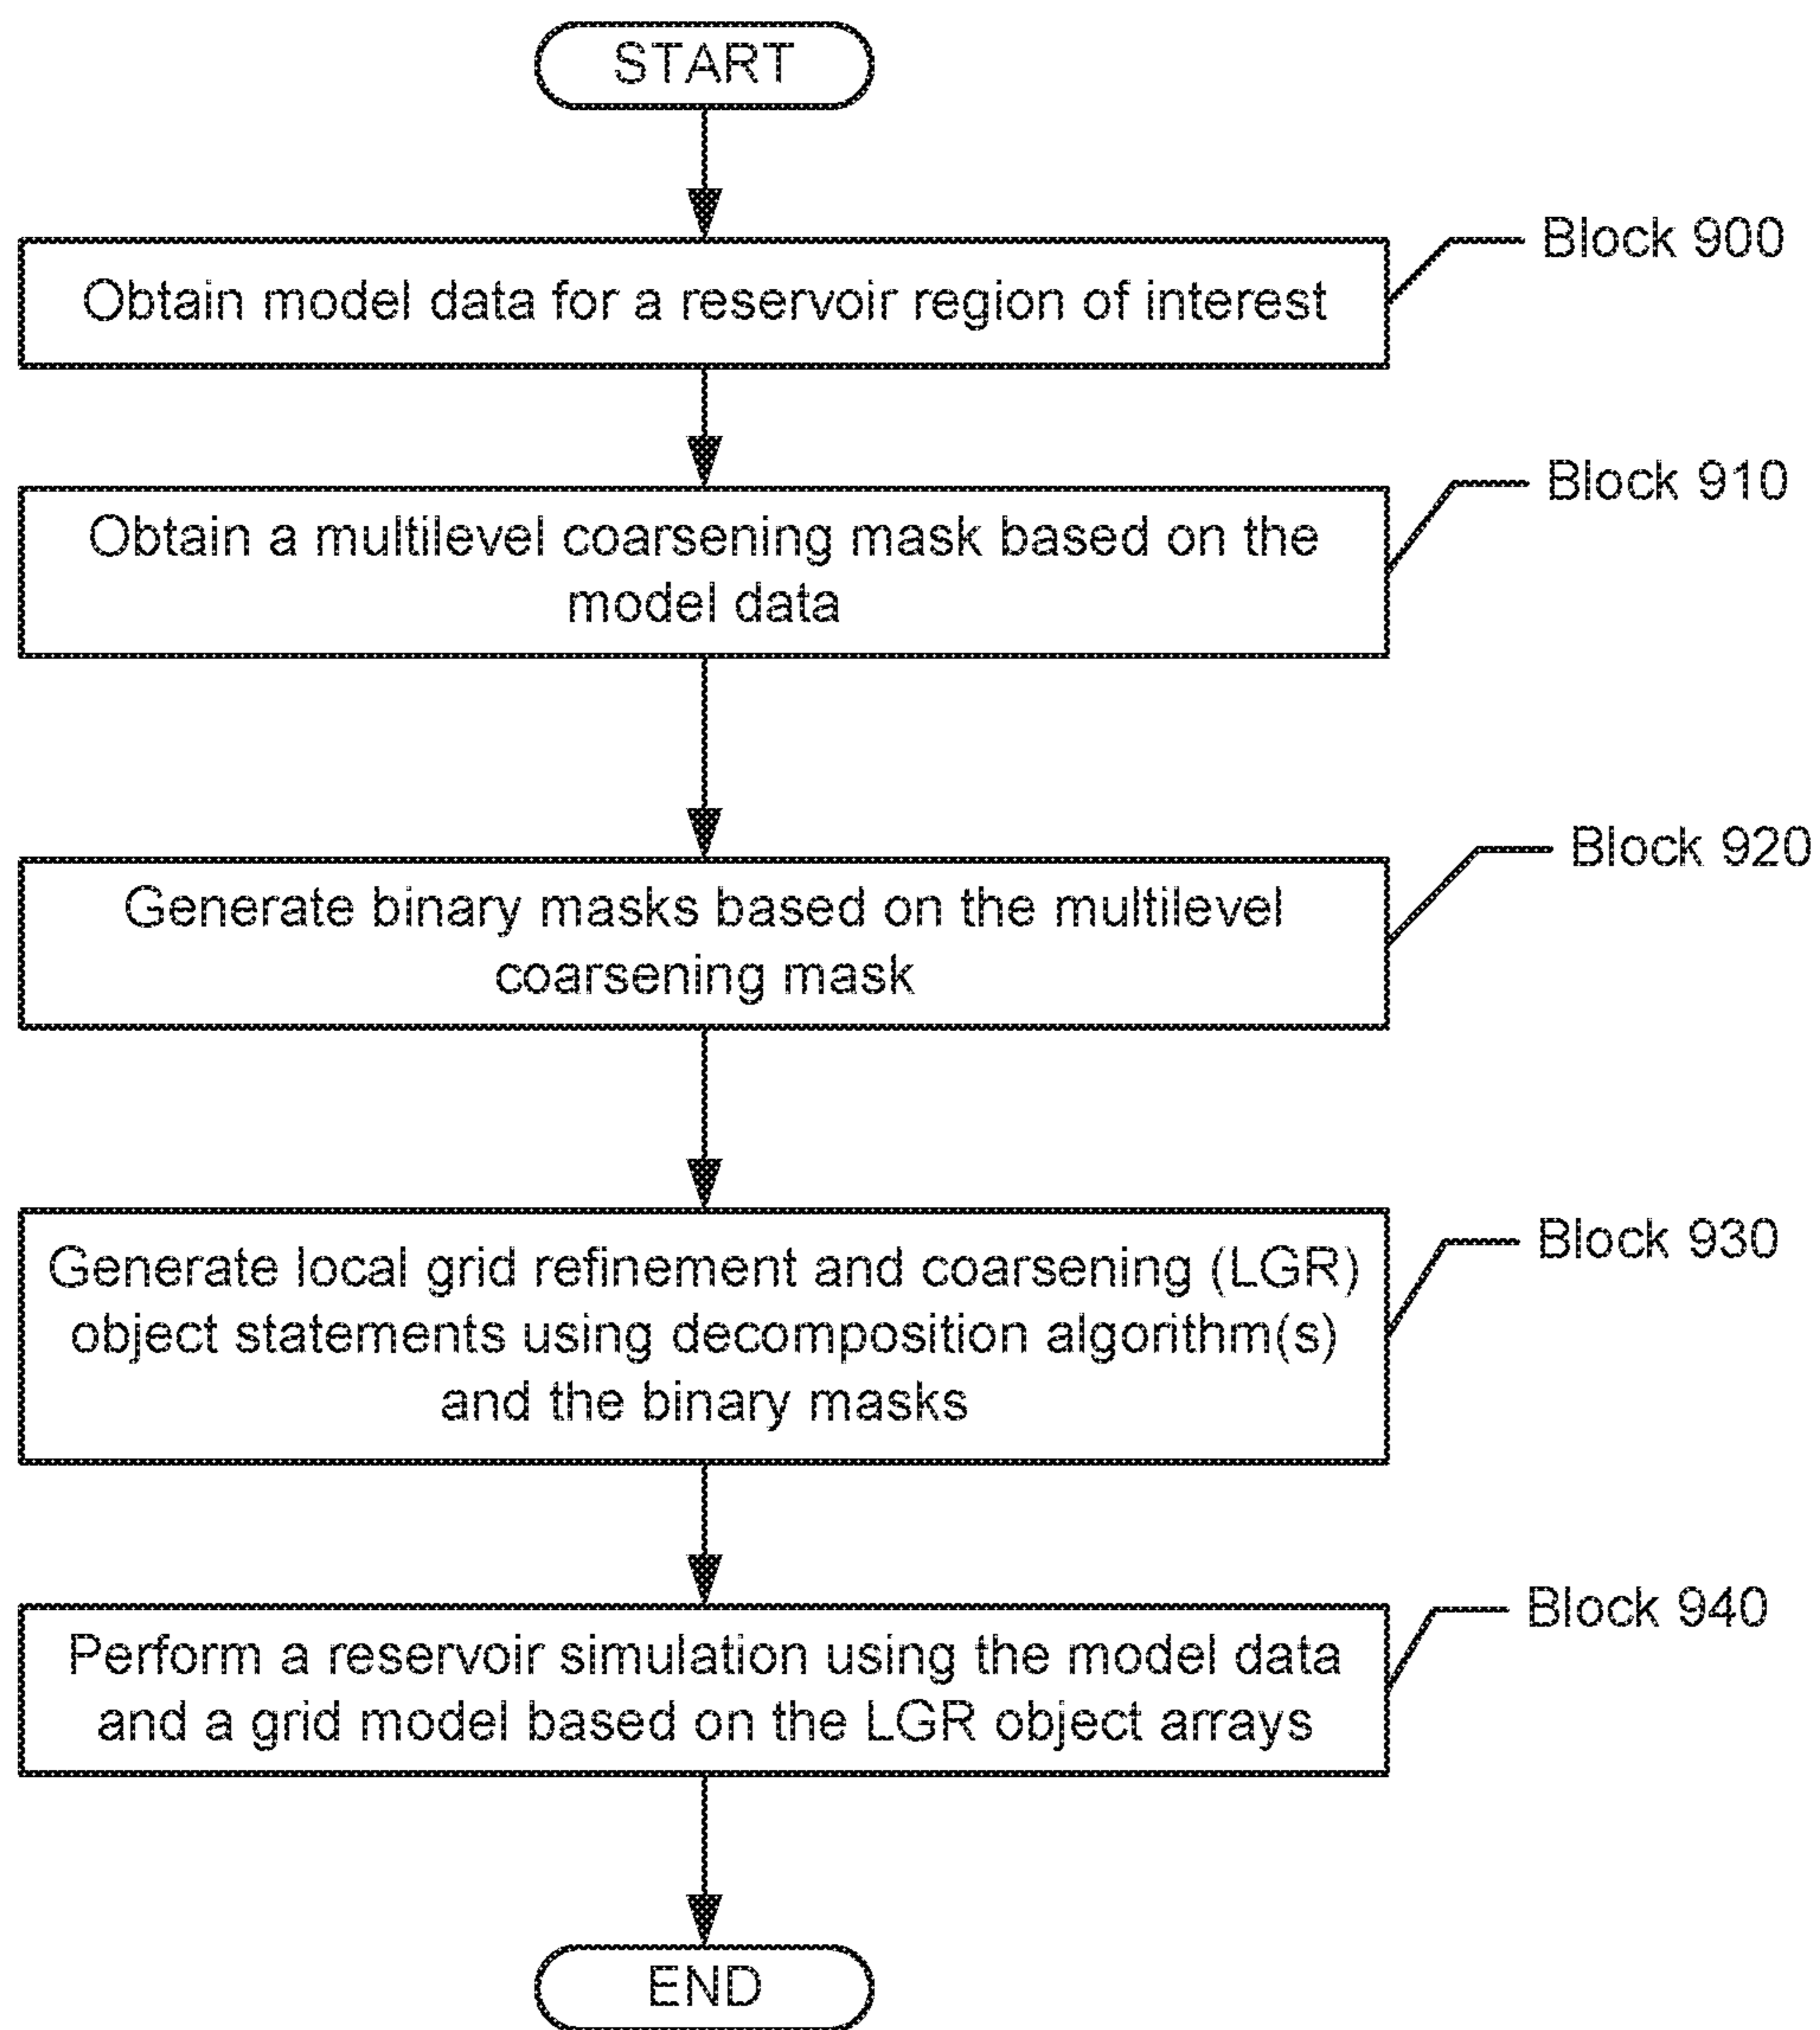 START
Block 900
Obtain model data for a reservoir region of interest
Block 910
Obtain a multilevel coarsening mask based on the
model data
Block 920
Generate binary masks based on the multilevel
coarsening mask
Block 930
Generate local grid refinement and coarsening (LGR)
object statements using decomposition algorithm(s)
and the binary masks
Block 940
Perform a reservoir simulation using the model data
and a grid model based on the LGR object arrays
END